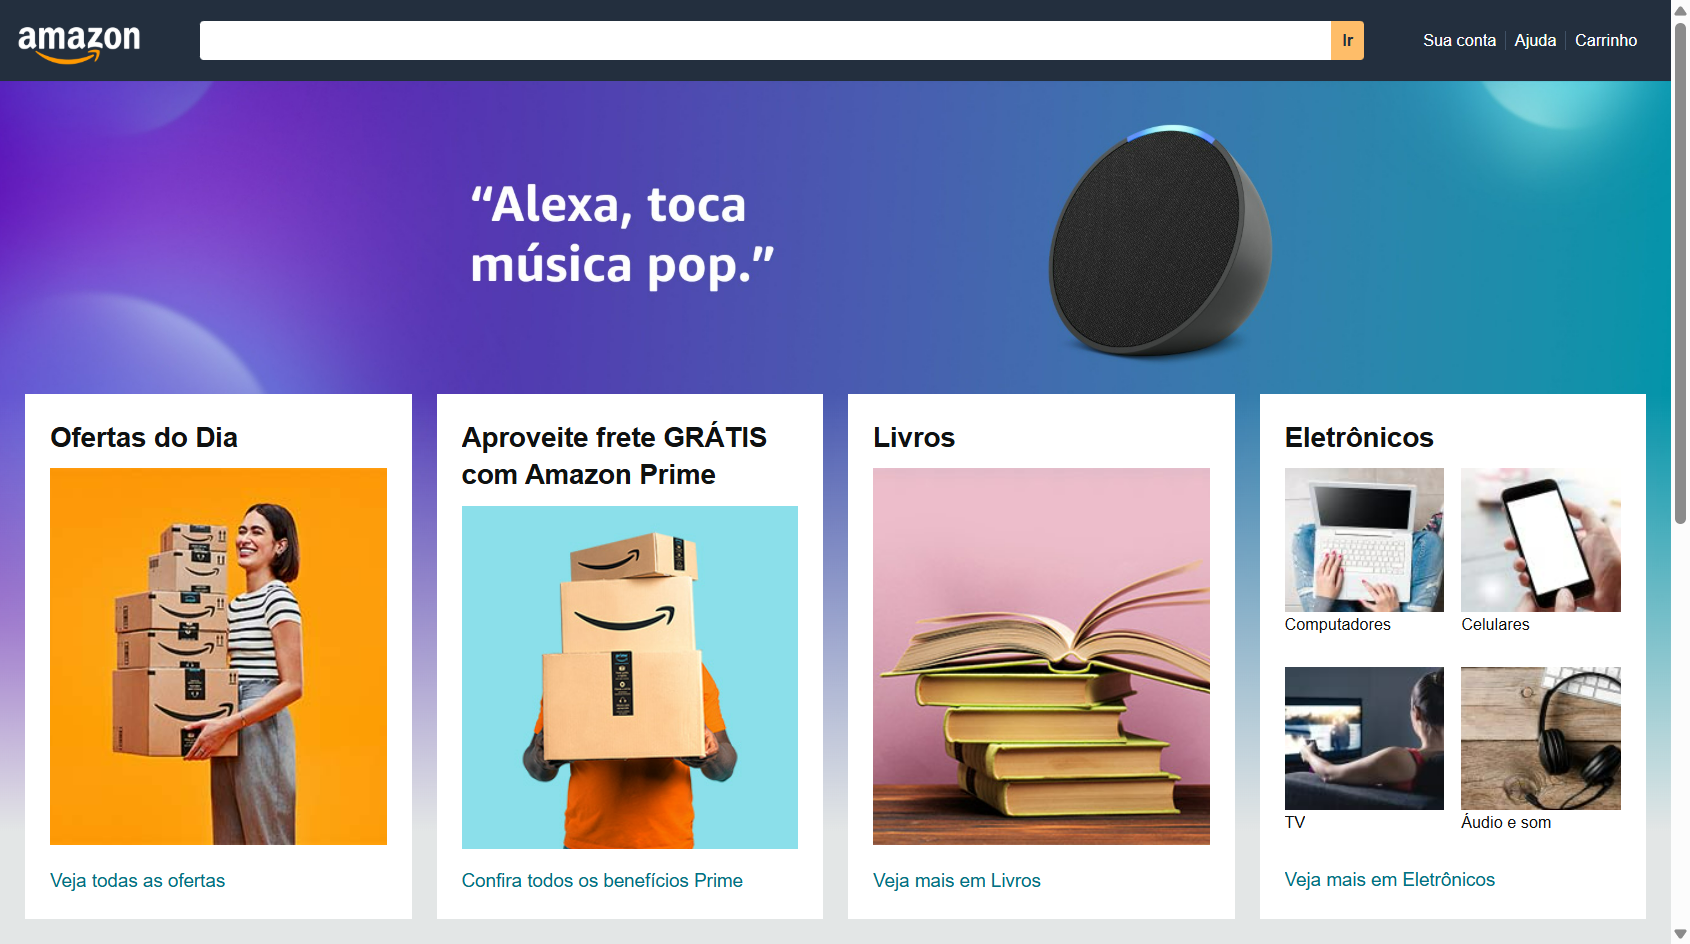 amazon
Ir
Sua conta
Ajuda
Carrinho
“Alexa, toca
música pop.”
Ofertas do Dia
Veja todas as ofertas
Aproveite frete GRÁTIS
com Amazon Prime
Confira todos os benefícios Prime
Livros
Veja mais em Livros
Eletrônicos
Computadores
Celulares
TV
Áudio e som
Veja mais em Eletrônicos